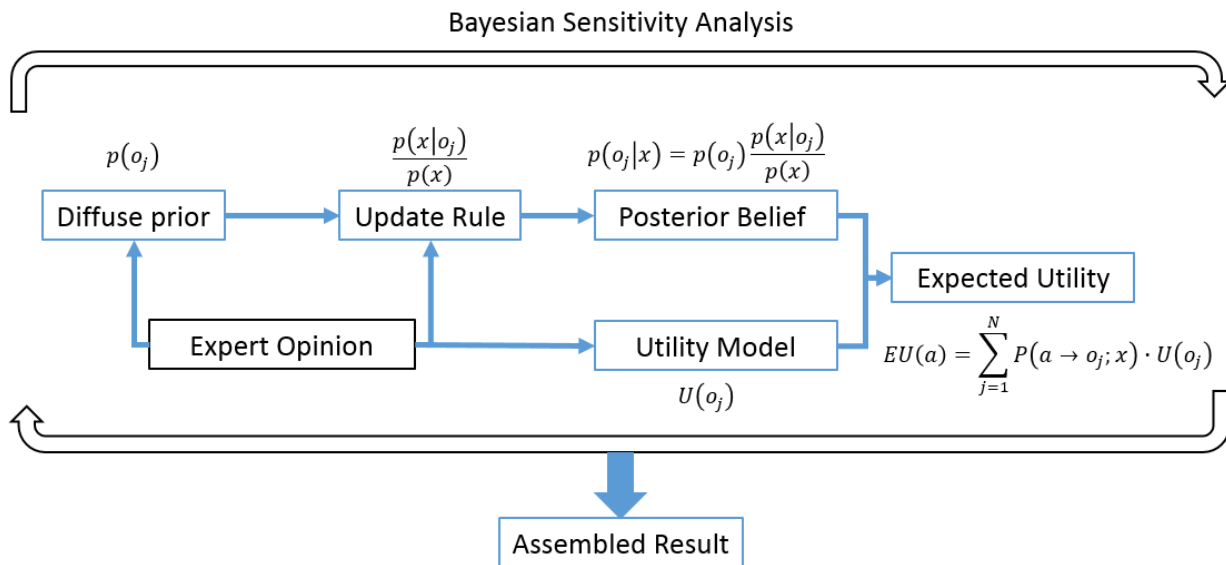 Bayesian Sensitivity Analysis
p(o_j)
p(x|o_j)
p(x)
p(o_j|x) = p(o_j) p(x|o_j)
p(x)
Diffuse prior
Update Rule
Posterior Belief
Expected Utility
Expert Opinion
Utility Model
EU(a) = ∑_{j=1}^{N} P(a → o_j; x) · U(o_j)
U(o_j)
Assembled Result